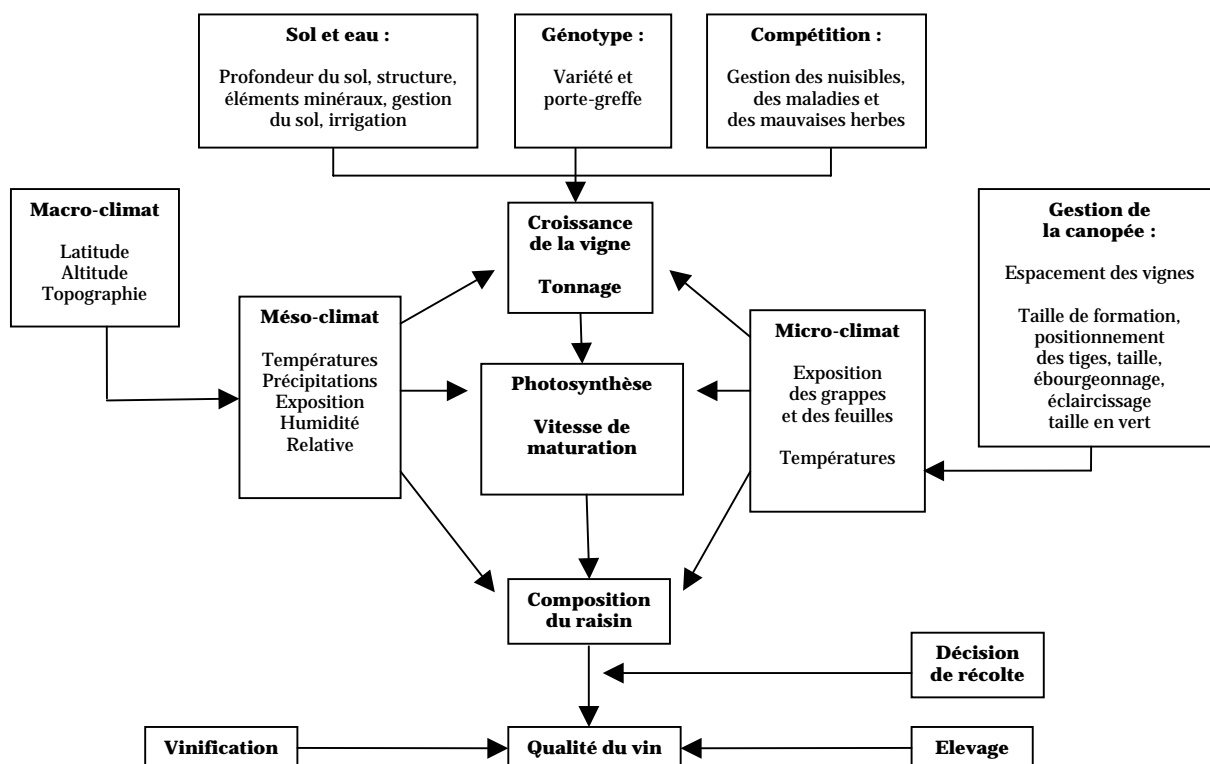 Sol et eau :
Profondeur du sol, structure,
éléments minéraux, gestion
du sol, irrigation
Génotype :
Variété et
porte-greffe
Compétition :
Gestion des nuisibles,
des maladies et
des mauvaises herbes
Macro-climat
Latitude
Altitude
Topographie
Croissance
de la vigne
Tonnage
Gestion de
la canopée :
Espacement des vignes
Taille de formation,
positionnement
des tiges, taille,
ébourgeonnage,
éclaircissage
taille en vert
Méso-climat
Températures
Précipitations
Exposition
Humidité
Relative
Photosynthèse
Vitesse de
maturation
Micro-climat
Exposition
des grappes
et des feuilles
Températures
Composition
du raisin
Décision
de récolte
Vinification
Qualité du vin
Elevage